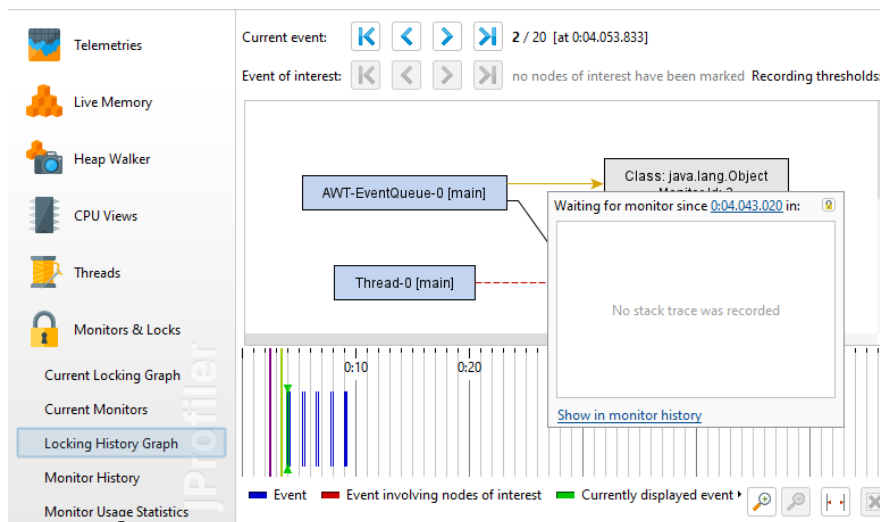 Telemetries
Live Memory
Heap Walker
CPU Views
Threads
Monitors & Locks
Current Locking Graph
Current Monitors
Locking History Graph
Monitor History
Monitor Usage Statistics
JProfiler
Current event: 2 / 20 [at 0:04.053.833]
Event of interest: no nodes of interest have been marked Recording thresholds:
AWT-EventQueue-0 [main]
Class: java.lang.Object
Thread-0 [main]
Waiting for monitor since 0:04.043.020 in:
No stack trace was recorded
Show in monitor history
0:10 0:20
Event Event involving nodes of interest Currently displayed event